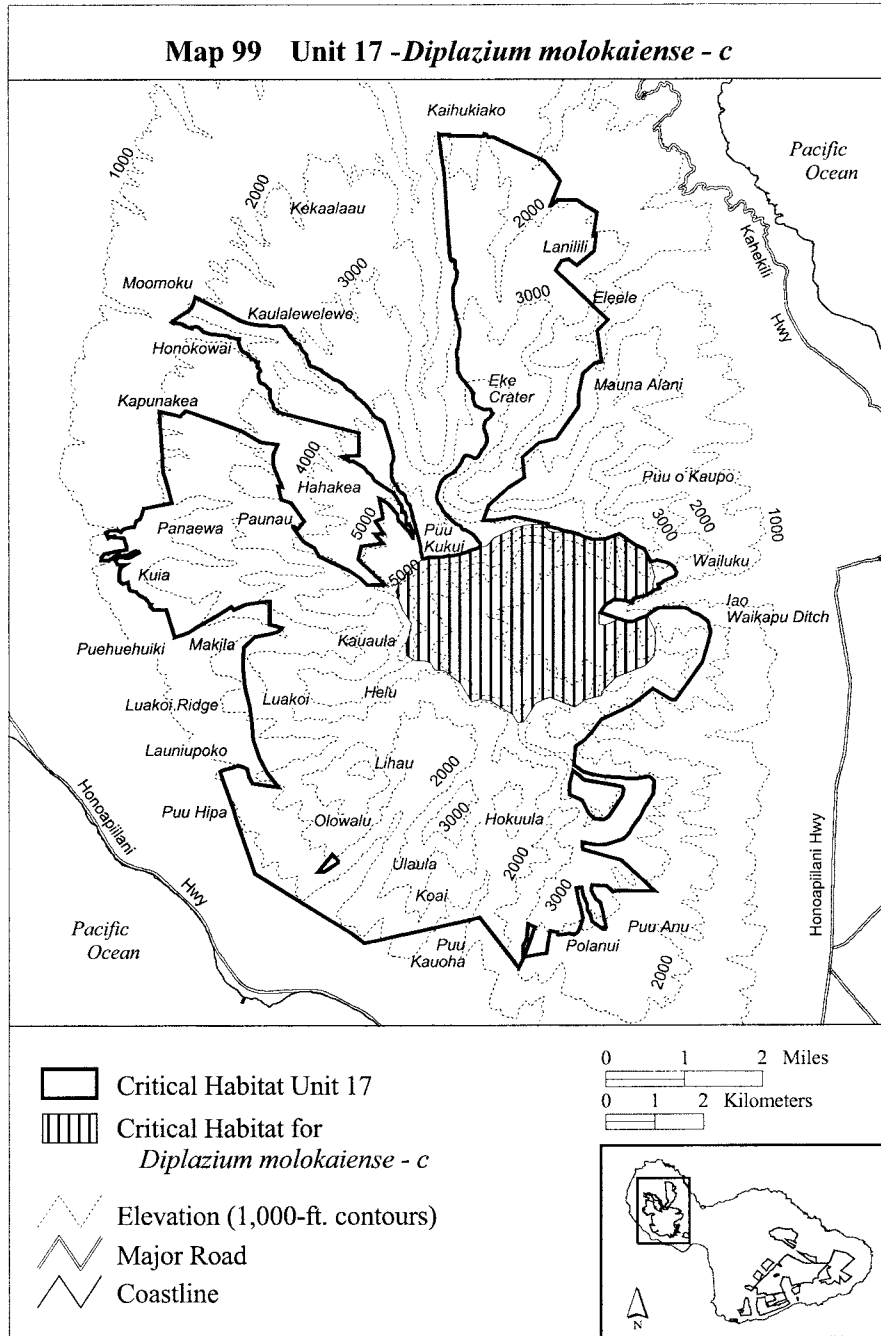 Map 99 Unit 17 - Diplazium molokaiense - c
Kaihukiako
Pacific
Ocean
1000
2000
Kekaalaau
2000
Lanilili
Kahekili
Hwy
3000
Moomoku
Kaulalewelewe
3000
Eleele
Honokowai
Eke
Crater
Mauna Alani
Kapunakea
4000
Hahakea
Puu o Kaupo
2000
3000
1000
Panaewa
Paunau
5000
Puu
Kukui
Wailuku
Kuia
5000
Iao
Waikapu Ditch
Puehuehuiki
Makila
Kauaula
Luakoi Ridge
Luakoi
Helu
Launiupoko
Lihau
2000
Puu Hipa
Olowalu
3000
Hokuula
Honoapiilani
Hwy
Ulaula
2000
Honoapiilani Hwy
Koai
3000
Pacific
Ocean
Puu
Kauoha
Polanui
Puu Anu
2000
0 1 2 Miles
Critical Habitat Unit 17
0 1 2 Kilometers
Critical Habitat for
Diplazium molokaiense - c
Elevation (1,000-ft. contours)
Major Road
Coastline
N